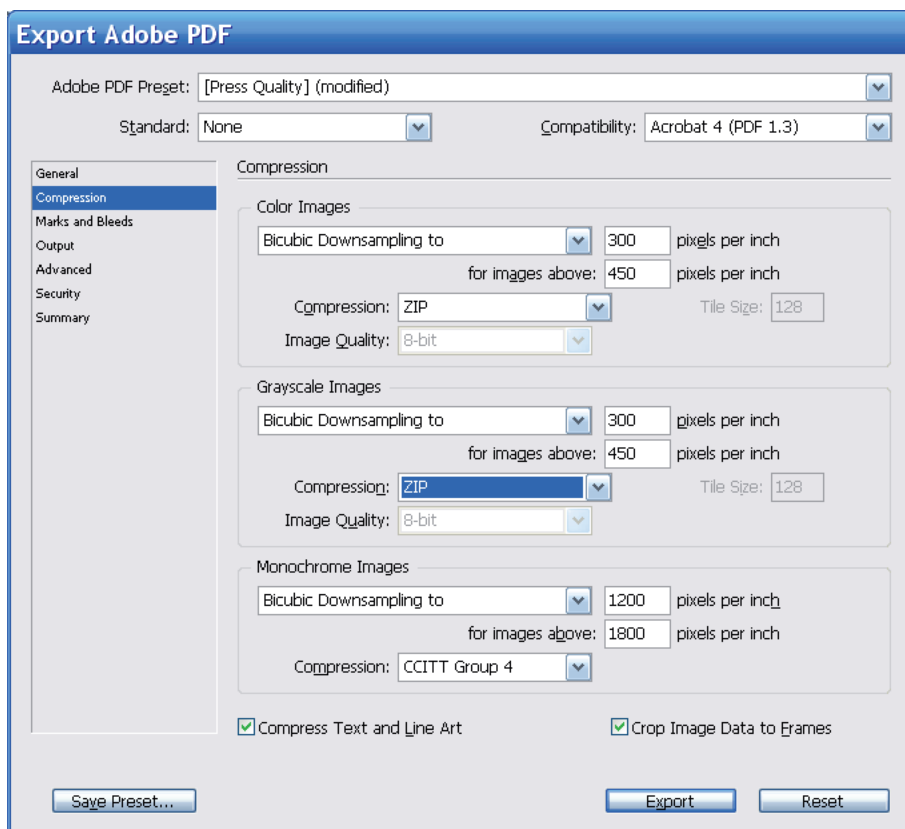 Export Adobe PDF
Adobe PDF Preset: [Press Quality] (modified)
Standard: None Compatibility: Acrobat 4 (PDF 1.3)
General
Compression
Marks and Bleeds
Output
Advanced
Security
Summary
Compression
Color Images
Bicubic Downsampling to 300 pixels per inch
for images above: 450 pixels per inch
Compression: ZIP Tile Size: 128
Image Quality: 8-bit
Grayscale Images
Bicubic Downsampling to 300 pixels per inch
for images above: 450 pixels per inch
Compression: ZIP Tile Size: 128
Image Quality: 8-bit
Monochrome Images
Bicubic Downsampling to 1200 pixels per inch
for images above: 1800 pixels per inch
Compression: CCITT Group 4
Compress Text and Line Art Crop Image Data to Frames
Save Preset... Export Reset